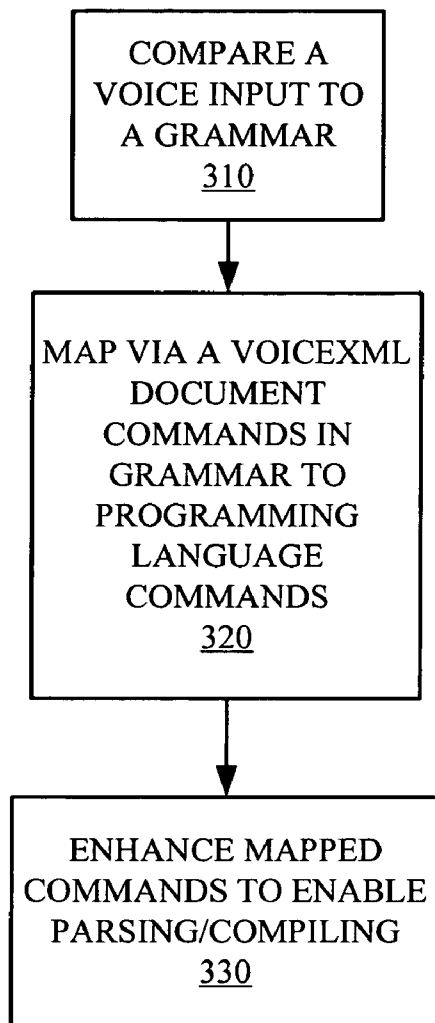 COMPARE A
VOICE INPUT TO
A GRAMMAR
310
MAP VIA A VOICEXML
DOCUMENT
COMMANDS IN
GRAMMAR TO
PROGRAMMING
LANGUAGE
COMMANDS
320
ENHANCE MAPPED
COMMANDS TO ENABLE
PARSING/COMPILING
330